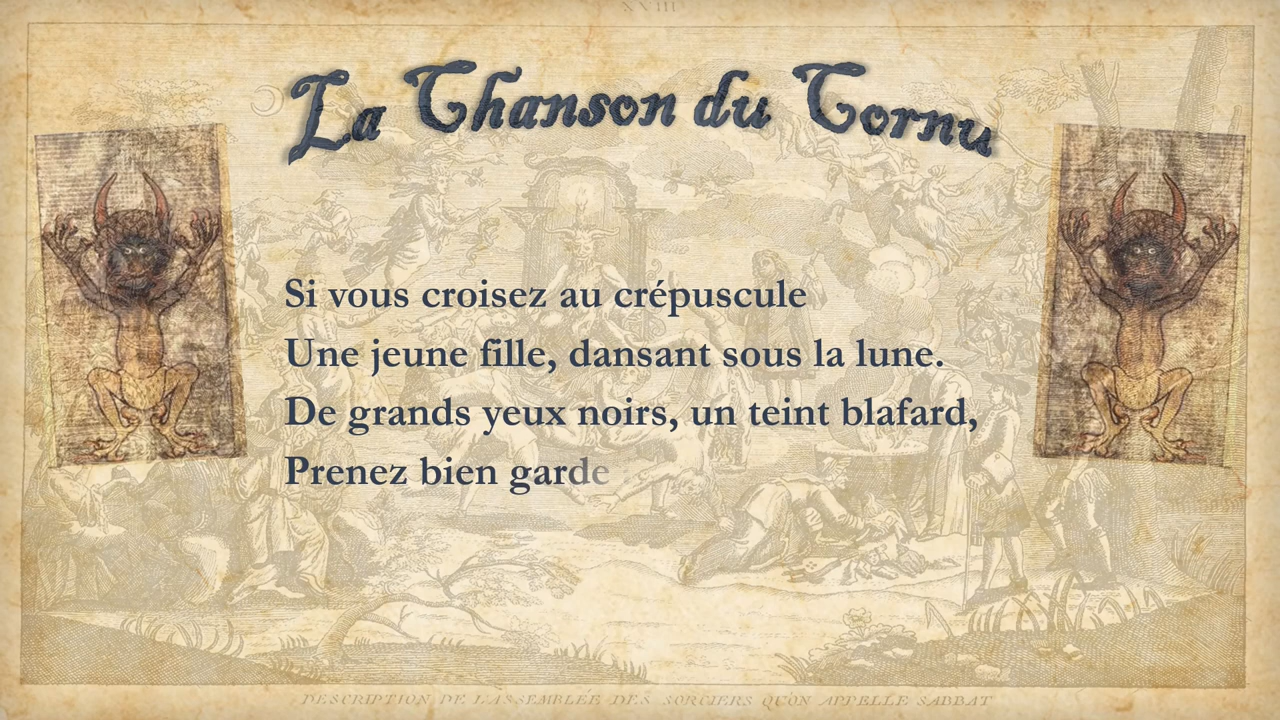 XVIII
La Chanson du Cornu
Si vous croisez au crépuscule
Une jeune fille, dansant sous la lune.
De grands yeux noirs, un teint blafard,
Prenez bien garde
DESCRIPTION DE L'ASSEMBLÉE DES SORCIERS QU'ON APPELLE SABBAT